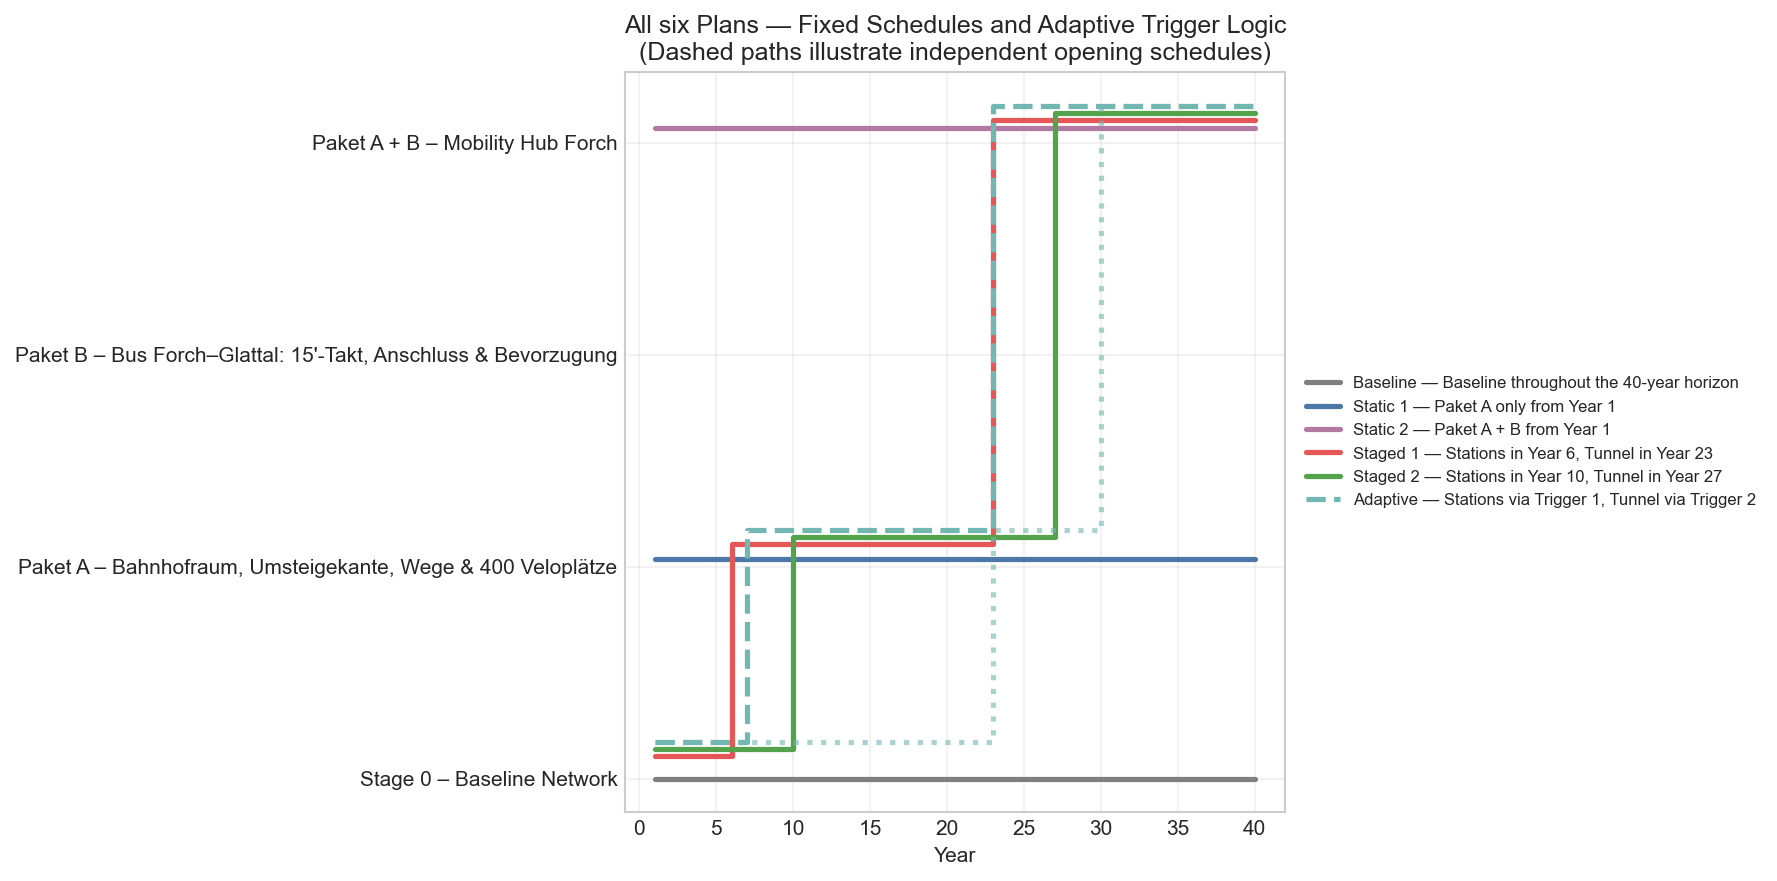 All six Plans — Fixed Schedules and Adaptive Trigger Logic
(Dashed paths illustrate independent opening schedules)
Paket A + B – Mobility Hub Forch
Paket B – Bus Forch–Glattal: 15'-Takt, Anschluss & Bevorzugung
Paket A – Bahnhofraum, Umsteigekante, Wege & 400 Veloplätze
Stage 0 – Baseline Network
0 5 10 15 20 25 30 35 40
Year
Baseline — Baseline throughout the 40-year horizon
Static 1 — Paket A only from Year 1
Static 2 — Paket A + B from Year 1
Staged 1 — Stations in Year 6, Tunnel in Year 23
Staged 2 — Stations in Year 10, Tunnel in Year 27
Adaptive — Stations via Trigger 1, Tunnel via Trigger 2